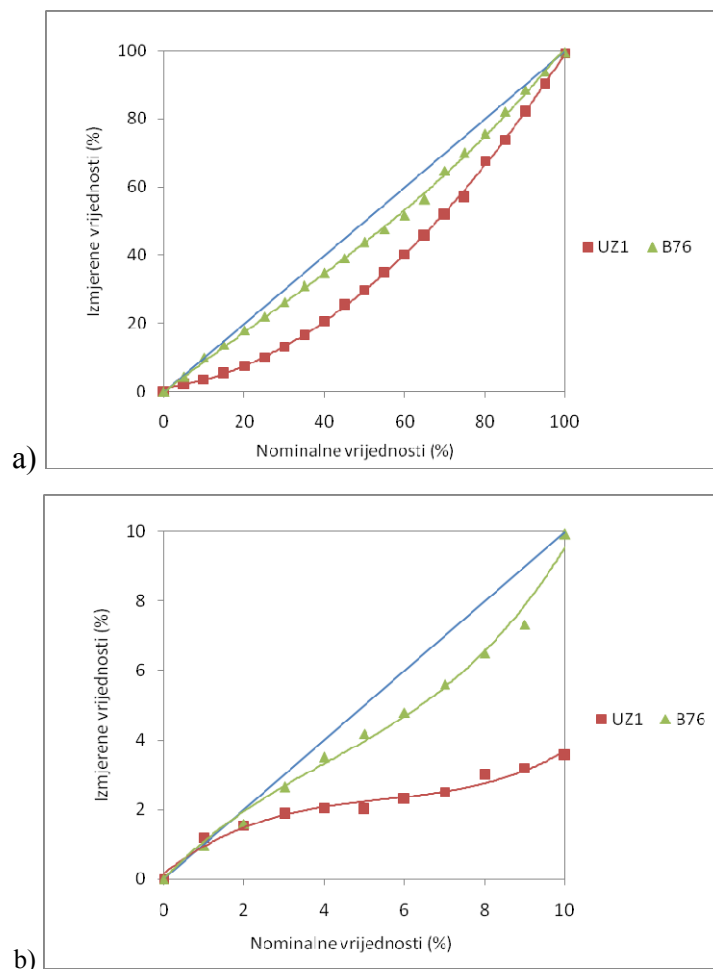 100
80
60
40
20
0
Izmjerene vrijednosti (%)
0 20 40 60 80 100
Nominalne vrijednosti (%)
UZ1 B76
a)
10
8
6
4
2
0
Izmjerene vrijednosti (%)
0 2 4 6 8 10
Nominalne vrijednosti (%)
UZ1 B76
b)